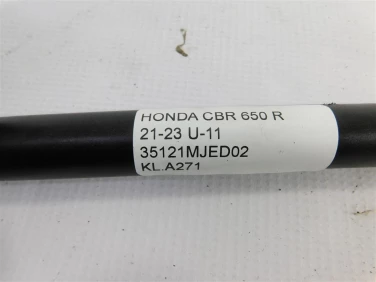 HONDA CBR 650 R
21-23 U-11
35121MJED02
KL.A271